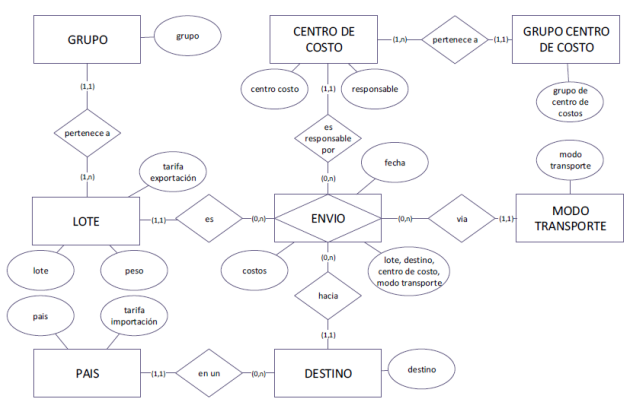 GRUPO
grupo
CENTRO DE
COSTO
(1,n)
pertenece a
(1,1)
GRUPO CENTRO
DE COSTO
(1,1)
centro costo
(1,1)
responsable
grupo de
centro de
costos
pertenece a
es
responsable
por
tarifa
exportación
fecha
modo
transporte
(1,n)
(0,n)
LOTE
(1,1)
es
(0,n)
ENVIO
(0,n)
via
(1,1)
MODO
TRANSPORTE
lote
peso
costos
(0,n)
lote, destino,
centro de costo,
modo transporte
hacia
pais
tarifa
importación
(1,1)
PAIS
(1,1)
en un
(0,n)
DESTINO
destino